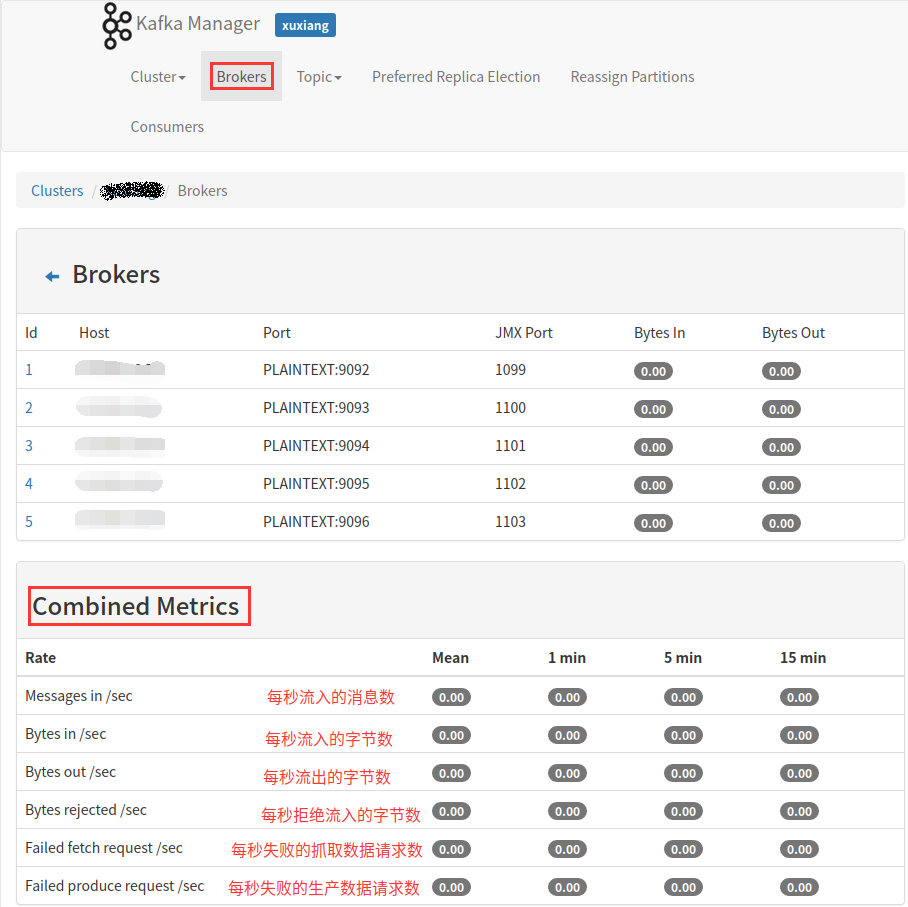 Kafka Manager xuxiang
Cluster Brokers Topic Preferred Replica Election Reassign Partitions
Consumers
Clusters / / Brokers
Brokers
Id Host Port JMX Port Bytes In Bytes Out
1 PLAINTEXT:9092 1099 0.00 0.00
2 PLAINTEXT:9093 1100 0.00 0.00
3 PLAINTEXT:9094 1101 0.00 0.00
4 PLAINTEXT:9095 1102 0.00 0.00
5 PLAINTEXT:9096 1103 0.00 0.00
Combined Metrics
Rate Mean 1 min 5 min 15 min
Messages in /sec 每秒流入的消息数 0.00 0.00 0.00 0.00
Bytes in /sec 每秒流入的字节数 0.00 0.00 0.00 0.00
Bytes out /sec 每秒流出的字节数 0.00 0.00 0.00 0.00
Bytes rejected /sec 每秒拒绝流入的字节数 0.00 0.00 0.00 0.00
Failed fetch request /sec 每秒失败的抓取数据请求数 0.00 0.00 0.00 0.00
Failed produce request /sec 每秒失败的生产数据请求数 0.00 0.00 0.00 0.00